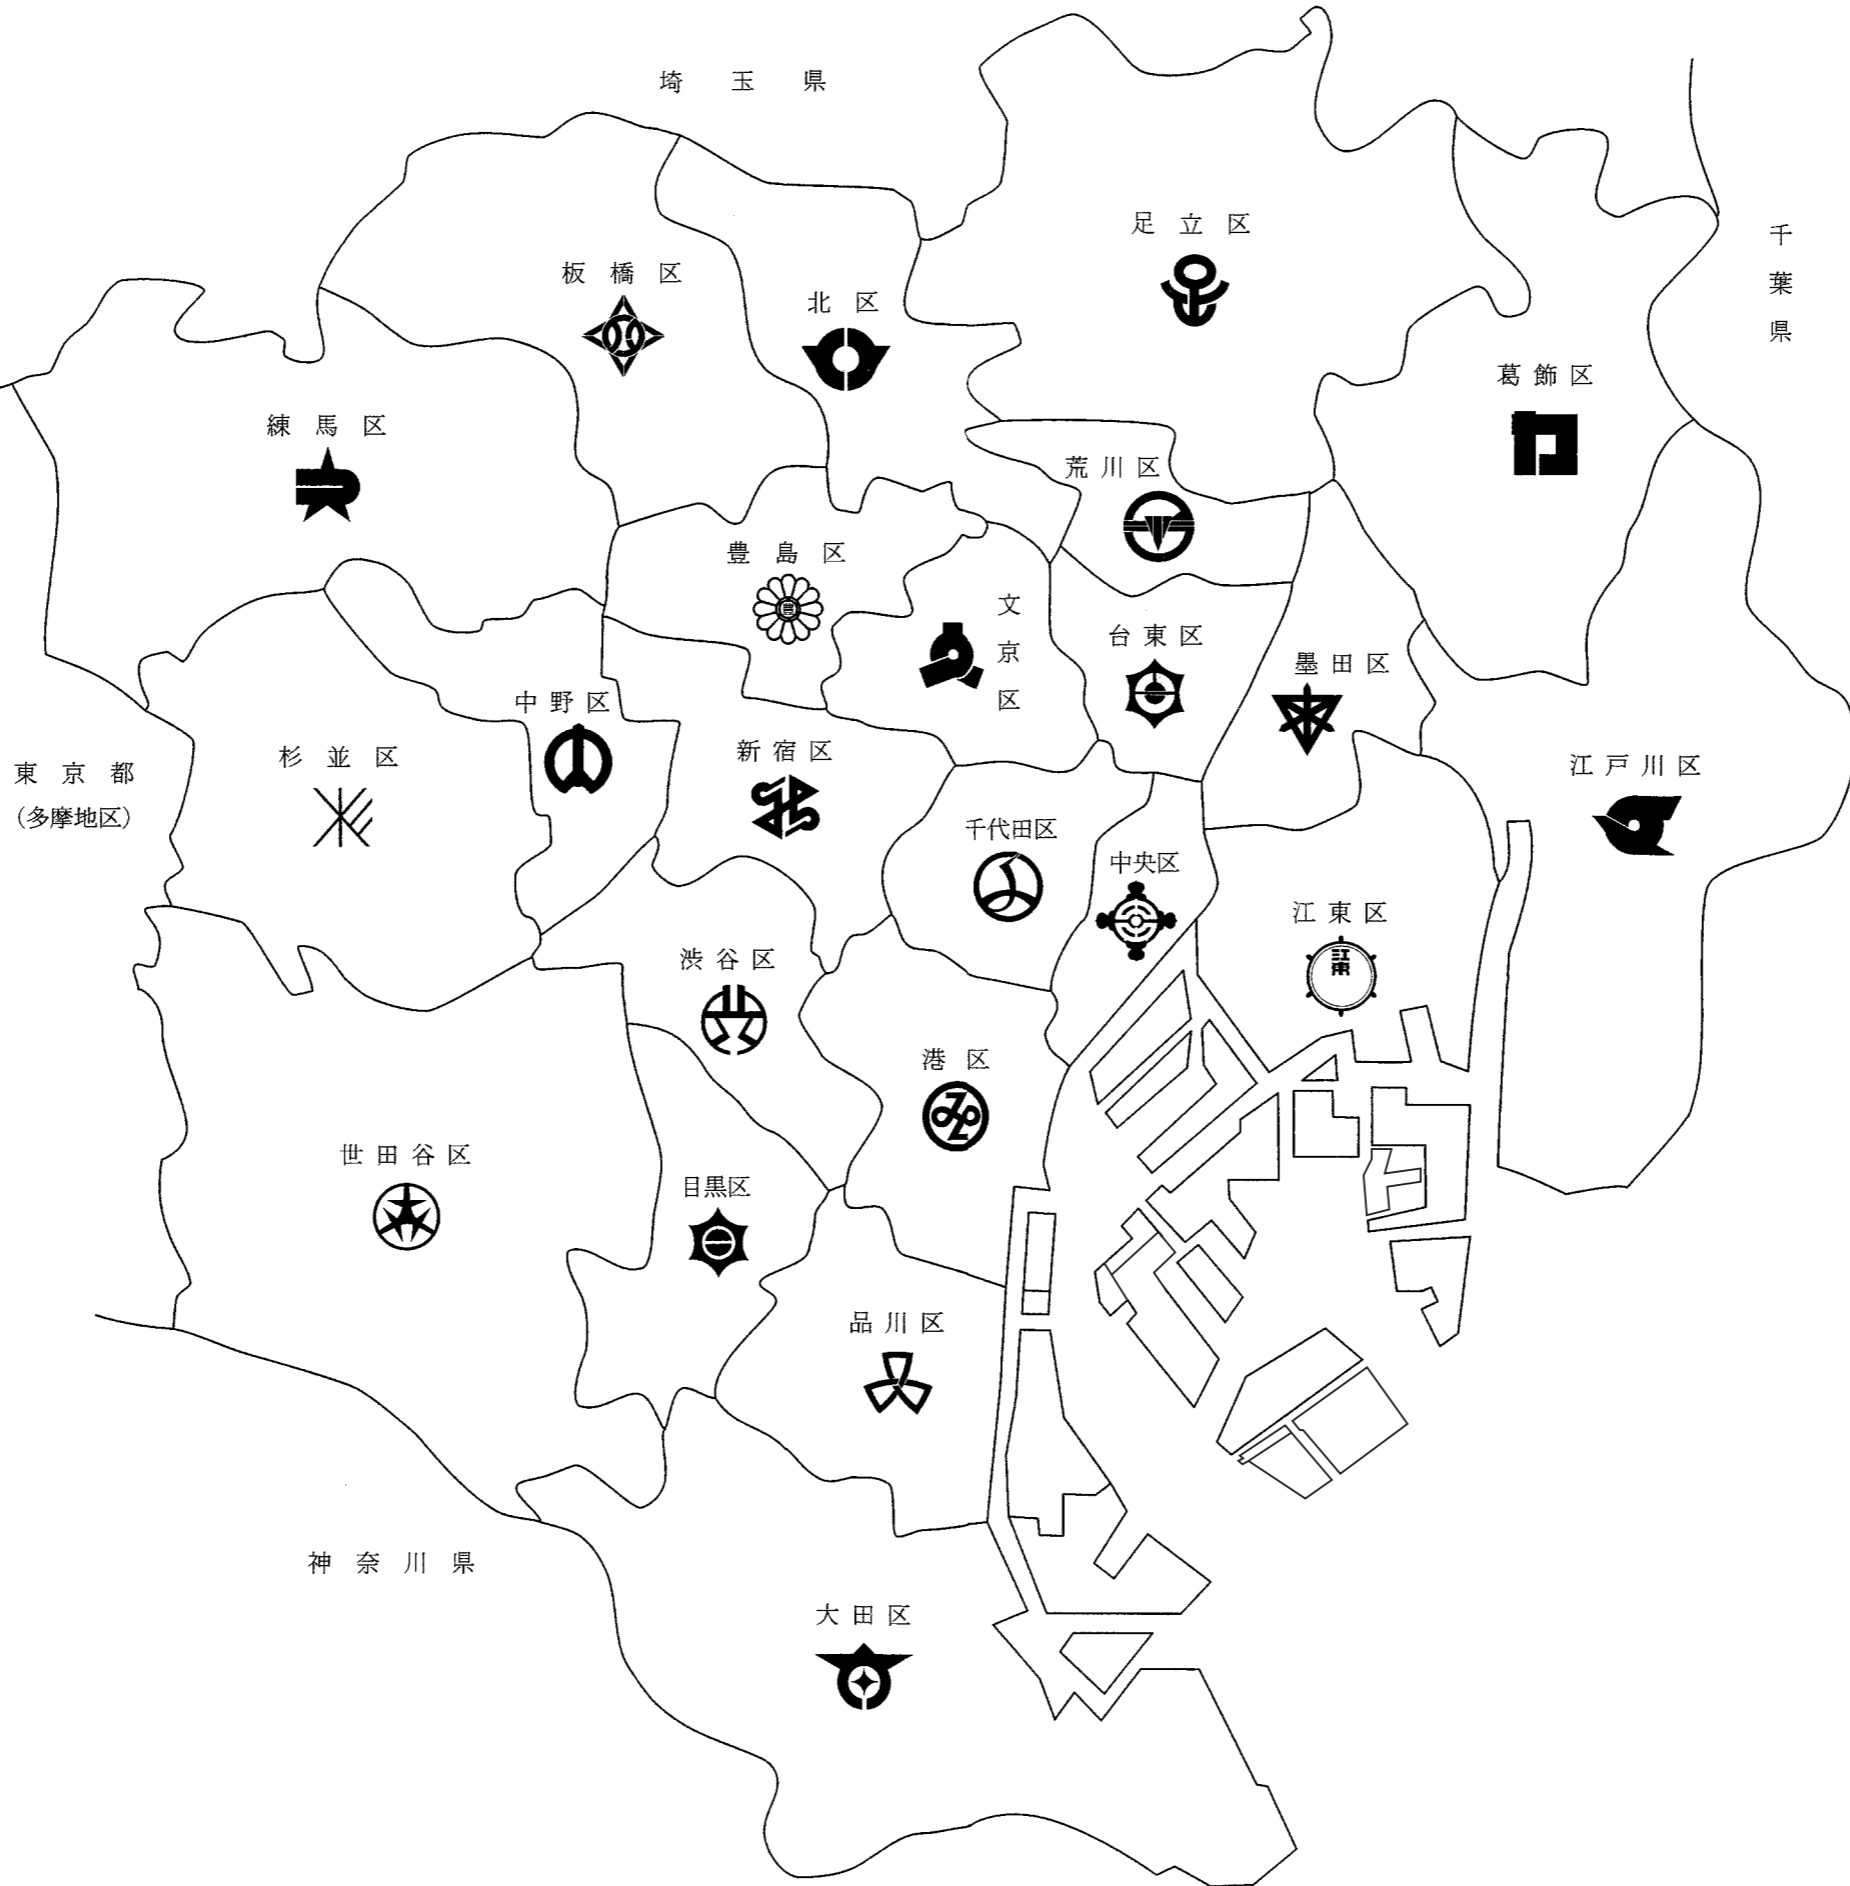 埼玉県
足立区
千葉県
板橋区
北区
葛飾区
練馬区
荒川区
豊島区
豊
文京区
台東区
墨田区
中野区
杉並区
新宿区
江戸川区
東京都
(多摩地区)
千代田区
中央区
江東区
江東
渋谷区
港区
世田谷区
目黒区
品川区
神奈川県
大田区